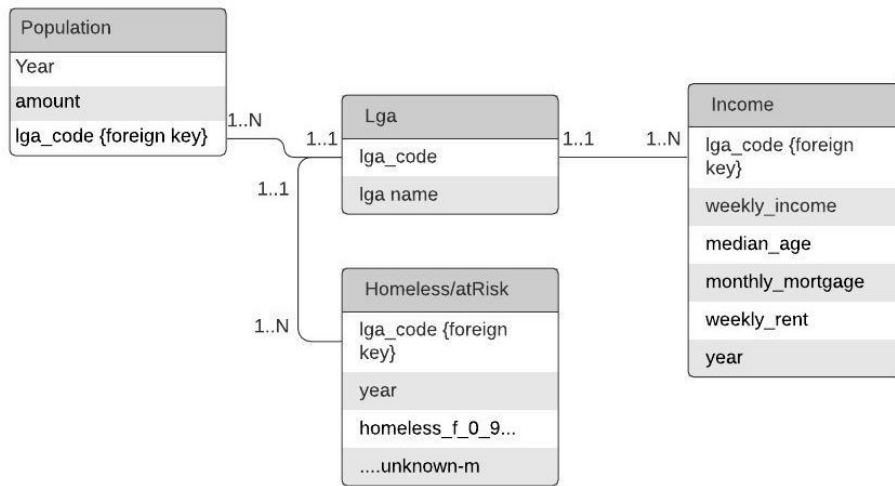 Population
Year
amount
lga_code {foreign key}
1..N
1..1
Lga
lga_code
lga name
1..1
1..N
Income
lga_code {foreign
key}
weekly_income
median_age
monthly_mortgage
weekly_rent
year
1..1
1..N
Homeless/atRisk
lga_code {foreign
key}
year
homeless_f_0_9...
....unknown-m